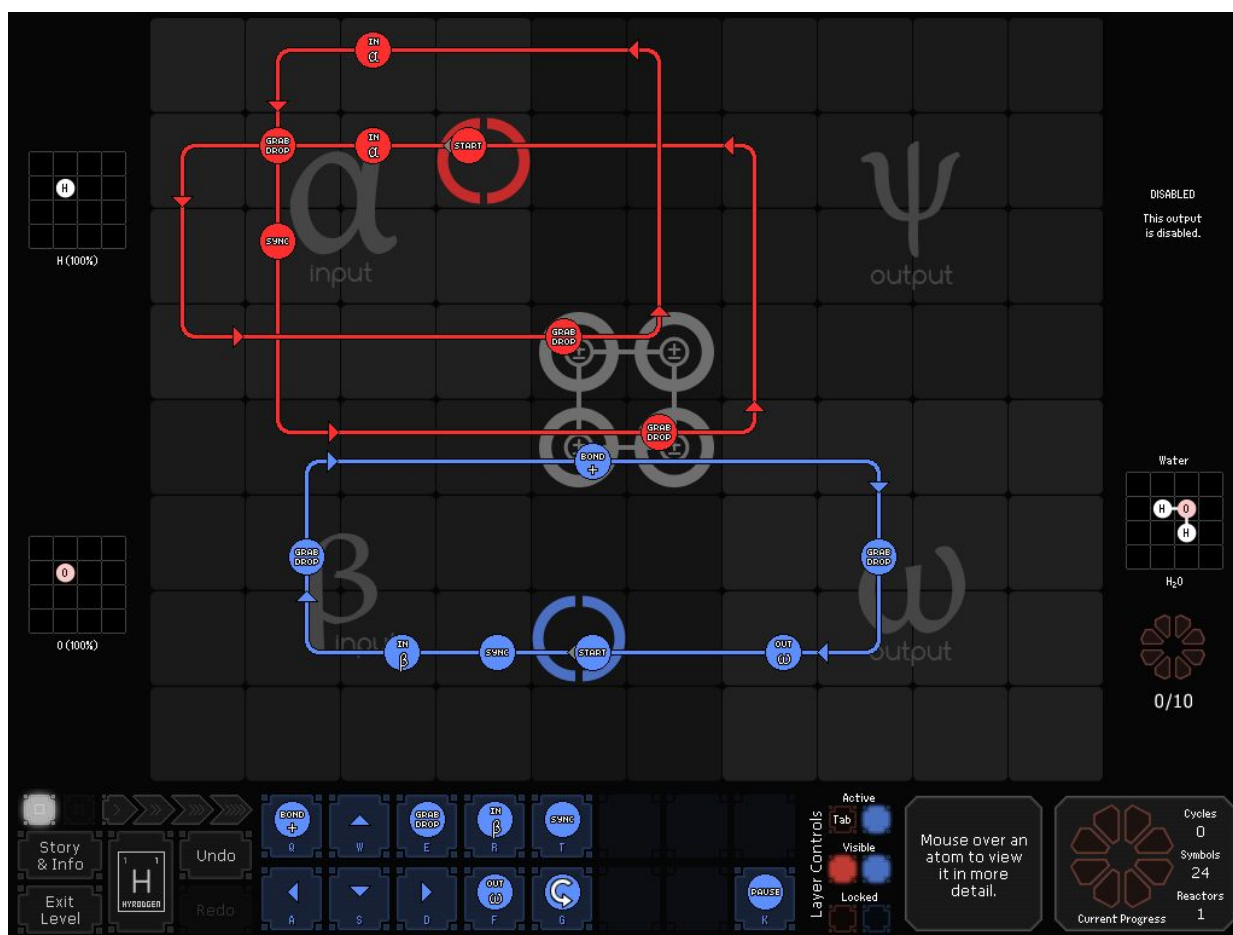 IN
α
GRAB
DROP
IN
α
START
SYNC
α
input
ψ
output
H
H (100%)
DISABLED
This output
is disabled.
GRAB
DROP
±
±
GRAB
DROP
±
±
BOND
+
Water
H O
H
H₂O
GRAB
DROP
β
input
GRAB
DROP
ω
output
O
O (100%)
IN
β
SYNC
START
OUT
ω
0/10
BOND
+
Q
W
GRAB
DROP
E
IN
β
R
SYNC
T
Story
& Info
Exit
Level
1 1
H
HYRODGEN
Undo
Redo
A
S
D
OUT
ω
F
G
PAUSE
K
Layer Controls
Active
Tab
Visible
Locked
Mouse over an
atom to view
it in more
detail.
Current Progress
Cycles
0
Symbols
24
Reactors
1